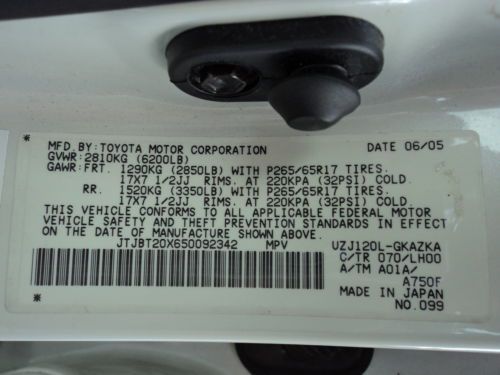 MFD. BY: TOYOTA MOTOR CORPORATION DATE 06/05
GVWR: 2810KG (6200LB)
GAWR: FRT. 1290KG (2850LB) WITH P265/65R17 TIRES.
17X7 1/2JJ RIMS. AT 220KPA (32PSI) COLD.
RR. 1520KG (3350LB) WITH P265/65R17 TIRES.
17X7 1/2JJ RIMS. AT 220KPA (32PSI) COLD.
THIS VEHICLE CONFORMS TO ALL APPLICABLE FEDERAL MOTOR
VEHICLE SAFETY AND THEFT PREVENTION STANDARDS IN EFFECT
ON THE DATE OF MANUFACTURE SHOWN ABOVE.
JTJBT20X650092342 MPV UZJ120L-GKAZKA
C/TR 070/LH00
A/TM A01A/
A750F
MADE IN JAPAN
NO.099